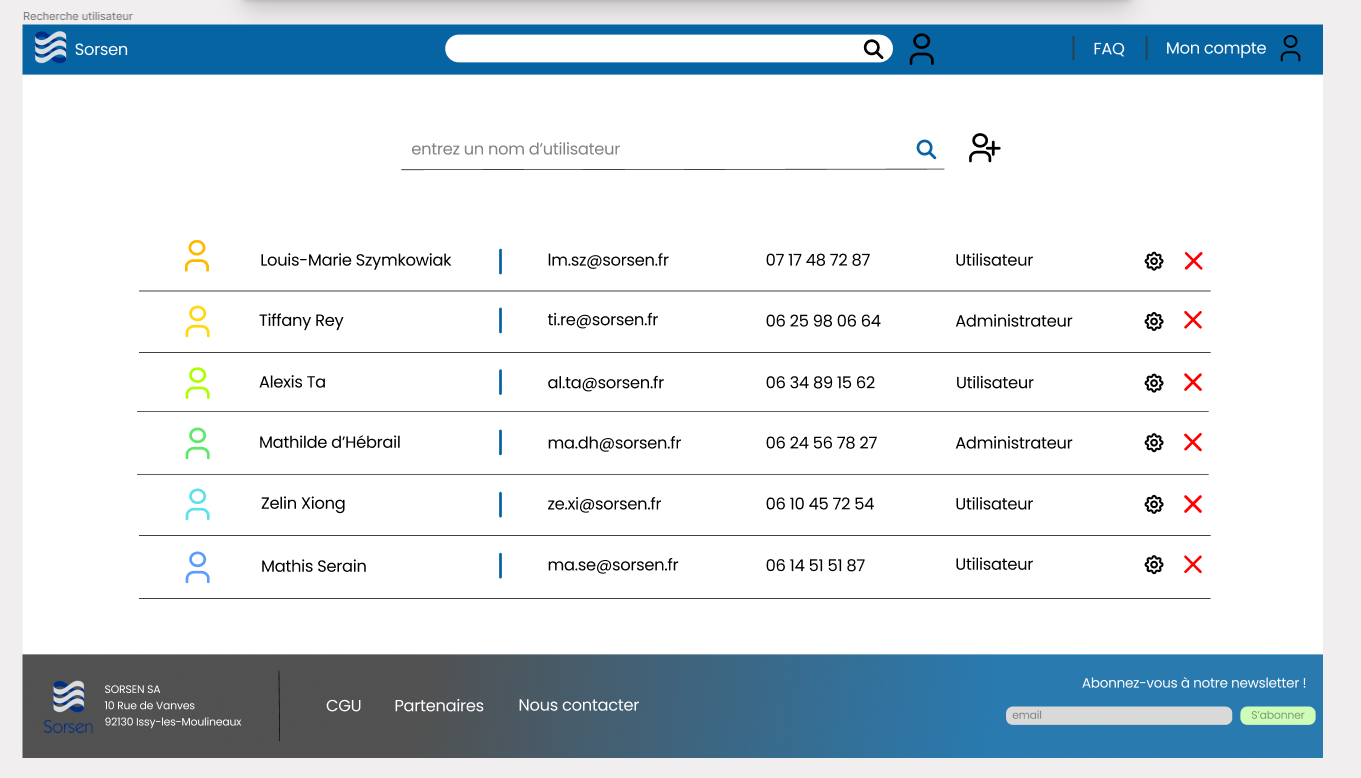 Recherche utilisateur
Sorsen
FAQ
Mon compte
entrez un nom d'utilisateur
Louis-Marie Szymkowiak lm.sz@sorsen.fr 07 17 48 72 87 Utilisateur
Tiffany Rey ti.re@sorsen.fr 06 25 98 06 64 Administrateur
Alexis Ta al.ta@sorsen.fr 06 34 89 15 62 Utilisateur
Mathilde d'Hébrail ma.dh@sorsen.fr 06 24 56 78 27 Administrateur
Zelin Xiong ze.xi@sorsen.fr 06 10 45 72 54 Utilisateur
Mathis Serain ma.se@sorsen.fr 06 14 51 51 87 Utilisateur
Sorsen
SORSEN SA
10 Rue de Vanves
92130 Issy-les-Moulineaux
CGU Partenaires Nous contacter
Abonnez-vous à notre newsletter !
email S'abonner